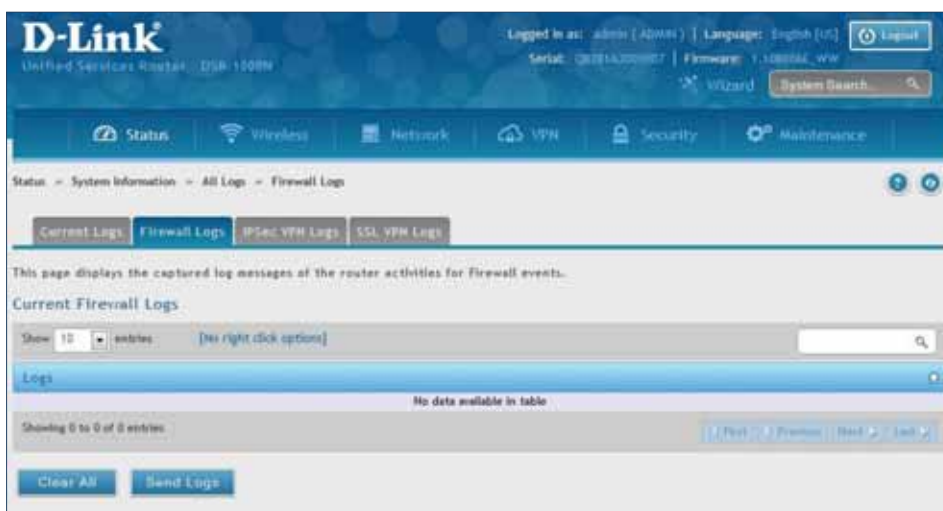 D-Link
Logged in as: admin ( ADMIN ) | Language: English [US]
Logout
Unified Services Router - DSR-1000N
Serial: | Firmware: WW
Wizard
System Search...
Status
Wireless
Network
VPN
Security
Maintenance
Status » System Information » All Logs » Firewall Logs
Current Logs
Firewall Logs
IPSec VPN Logs
SSL VPN Logs
This page displays the captured log messages of the router activities for Firewall events.
Current Firewall Logs
Show 10 entries
[No right click options]
Logs
No data available in table
Showing 0 to 0 of 0 entries
First
Previous
Next
Last
Clear All
Send Logs